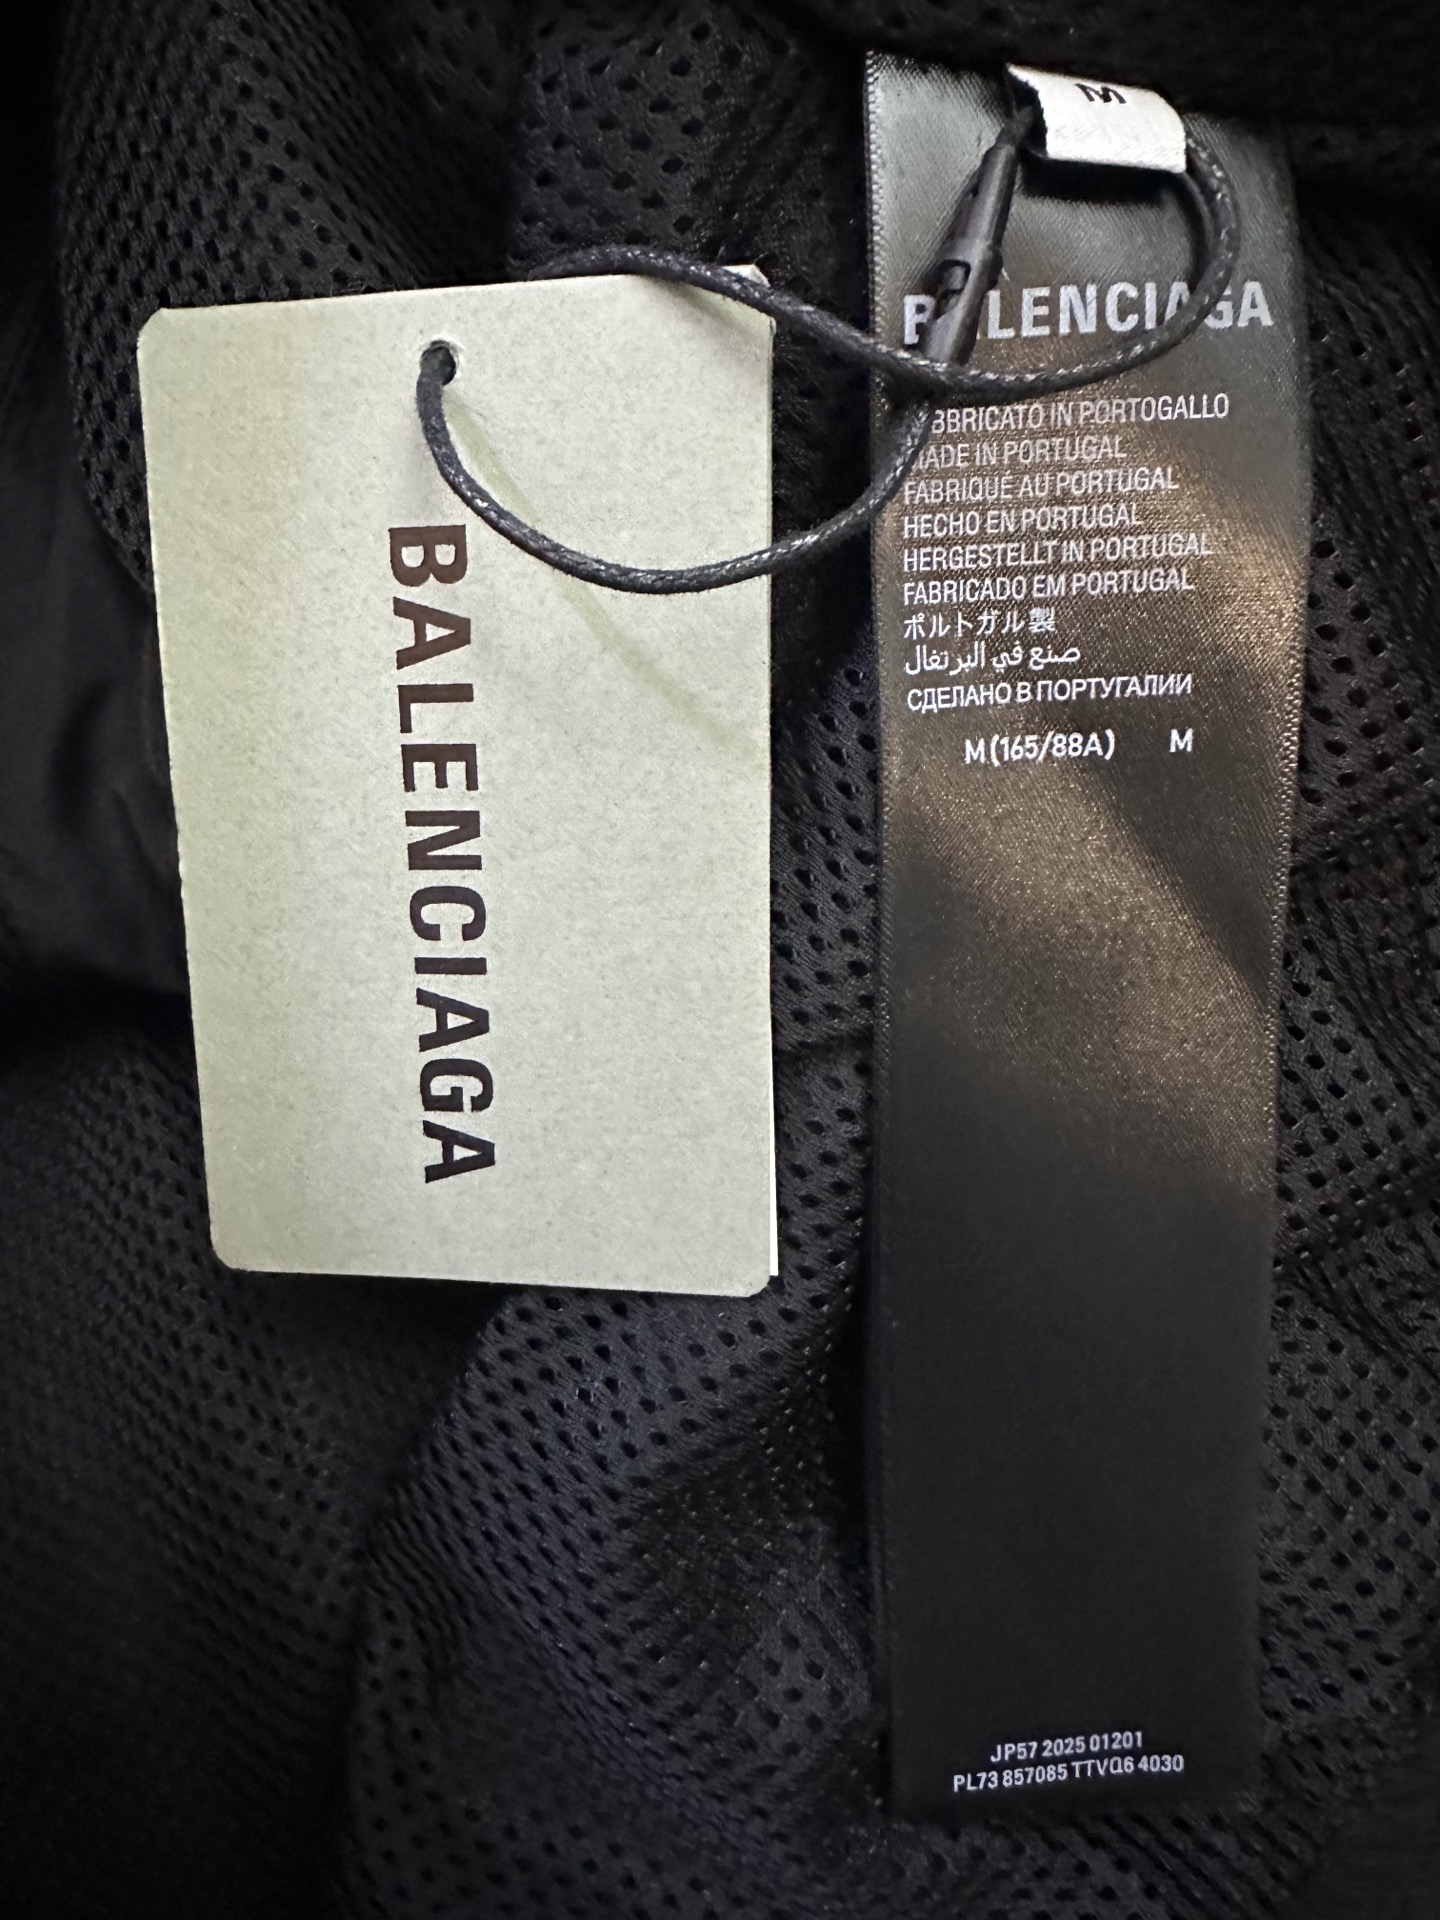 BALENCIAGA
M
BALENCIAGA
FABBRICATO IN PORTOGALLO
MADE IN PORTUGAL
FABRIQUÉ AU PORTUGAL
HECHO EN PORTUGAL
HERGESTELLT IN PORTUGAL
FABRICADO EM PORTUGAL
ポルトガル製
صنع في البرتغال
СДЕЛАНО В ПОРТУГАЛИИ
M (165/88A) M
JP57 2025 01201
PL73 857085 TTVQ6 4030